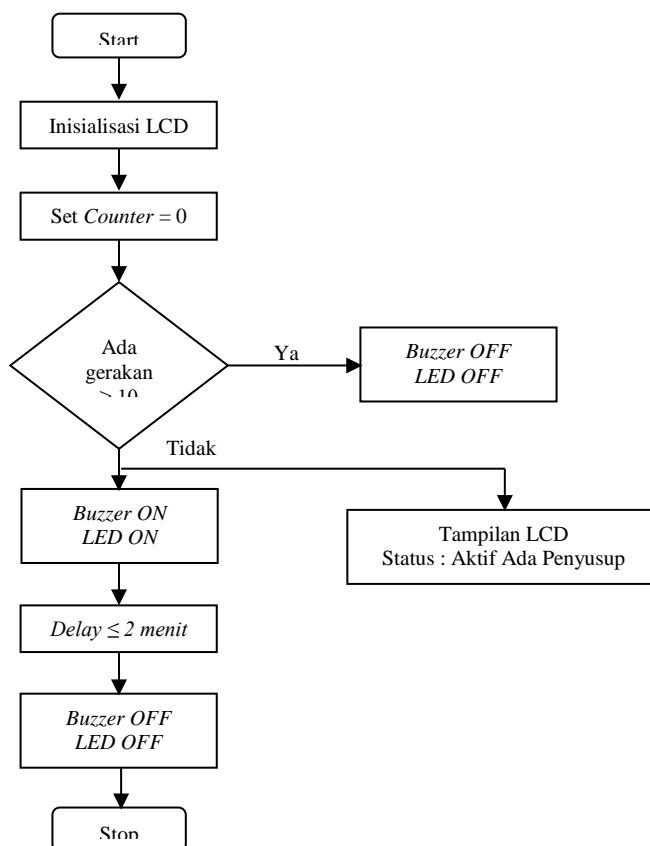 Start
Inisialisasi LCD
Set Counter = 0
Ada
gerakan
Ya
Buzzer OFF
LED OFF
Tidak
Buzzer ON
LED ON
Tampilan LCD
Status : Aktif Ada Penyusup
Delay ≤ 2 menit
Buzzer OFF
LED OFF
Stop